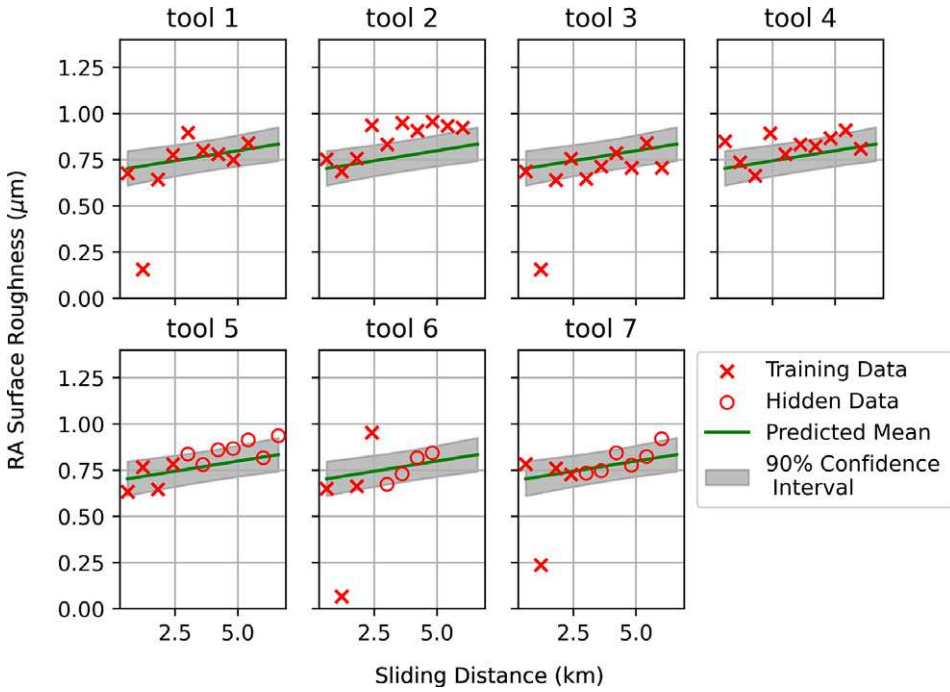 tool 1 tool 2 tool 3 tool 4
1.25
1.00
0.75
0.50
0.25
0.00
tool 5 tool 6 tool 7
1.25
1.00
0.75
0.50
0.25
0.00
2.5 5.0 2.5 5.0 2.5 5.0
RA Surface Roughness (μm)
Sliding Distance (km)
Training Data
Hidden Data
Predicted Mean
90% Confidence
Interval